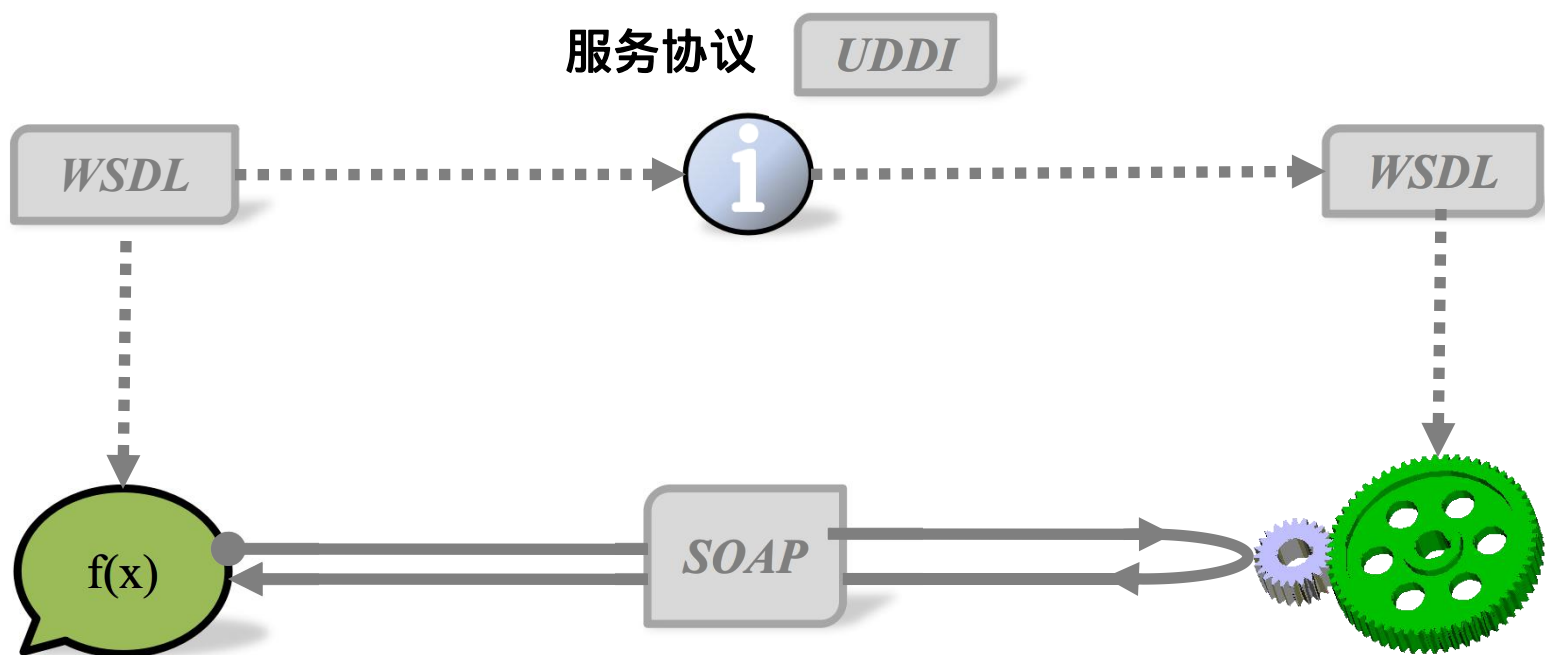 服务协议 UDDI
WSDL
i
WSDL
f(x)
SOAP